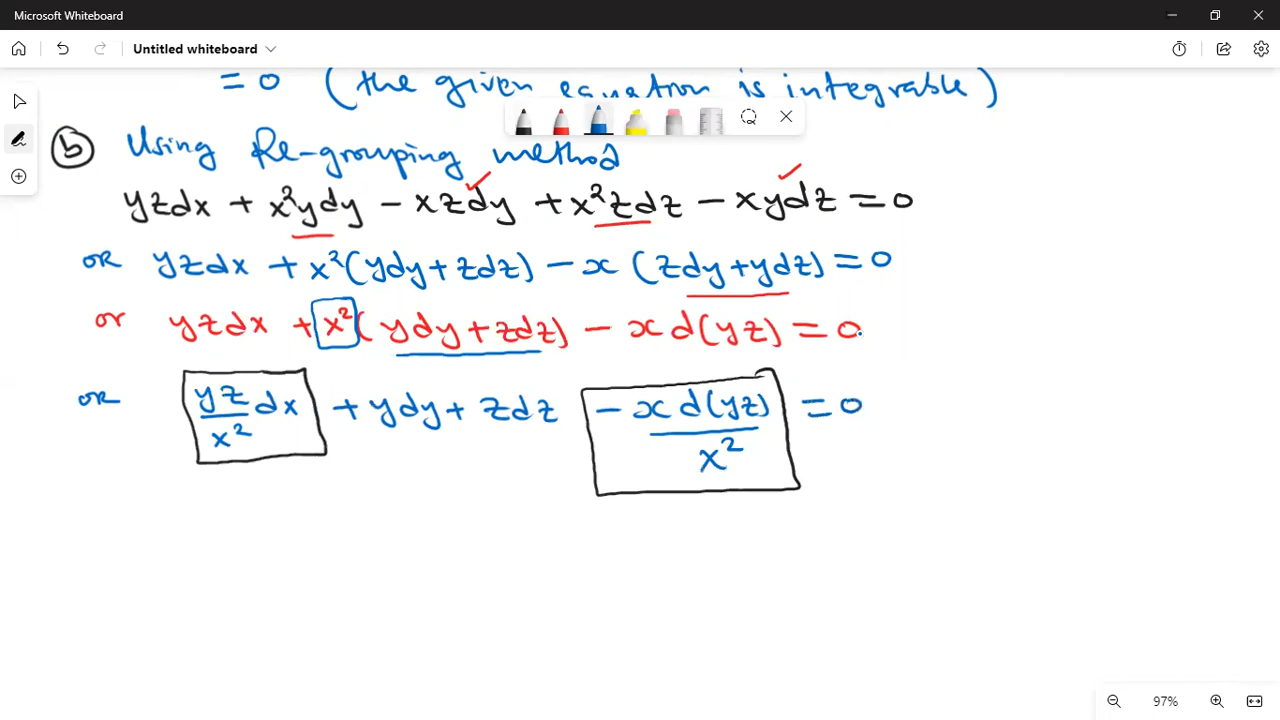 Microsoft Whiteboard
Untitled whiteboard
= 0 (the given equation is integrable)
(b) Using Re-grouping method
yzdx + x²ydy - xzdy + x²zdz - xydz = 0
or yzdx + x²(ydy+zdz) - x (zdy+ydz) = 0
or yzdx + x²(ydy+zdz) - x d(yz) = 0
or yz/x² dx + ydy + zdz - x d(yz)/x² = 0
97%